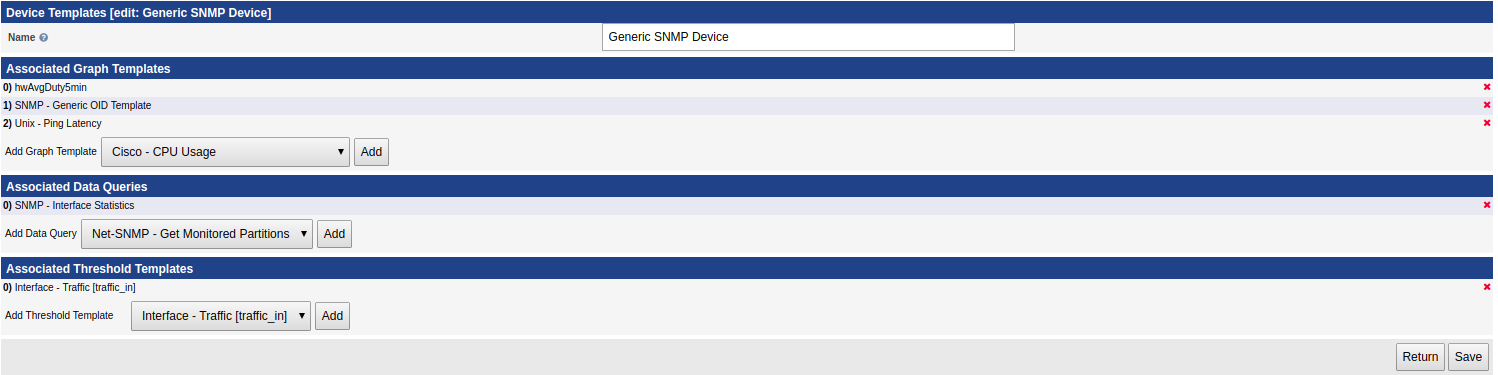 Device Templates [edit: Generic SNMP Device]
Name Generic SNMP Device
Associated Graph Templates
0) hwAvgDuty5min
1) SNMP - Generic OID Template
2) Unix - Ping Latency
Add Graph Template Cisco - CPU Usage Add
Associated Data Queries
0) SNMP - Interface Statistics
Add Data Query Net-SNMP - Get Monitored Partitions Add
Associated Threshold Templates
0) Interface - Traffic [traffic_in]
Add Threshold Template Interface - Traffic [traffic_in] Add
Return Save